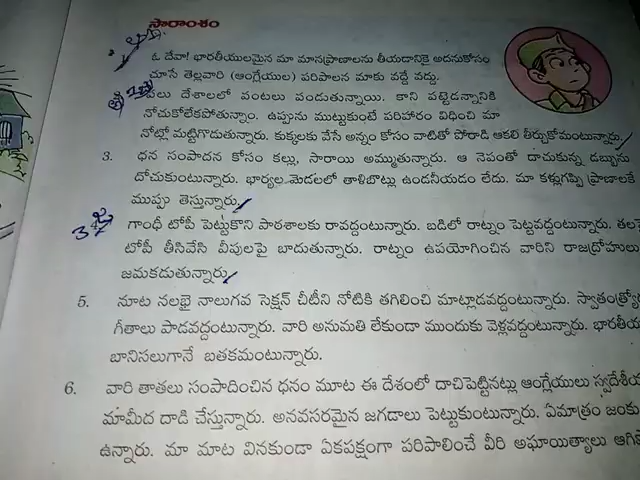 సారాంశం
ఓ దేవా! భారతీయులమైన మా మానప్రాణాలను తీయడానికై అదనుకోసం
చూసే తెల్లవారి (ఆంగ్లేయుల) పరిపాలన మాకు వద్దే వద్దు.
పలు దేశాలలో పంటలు పండుతున్నాయి. కాని పట్టెడన్నానికి
నోచుకోలేకపోతున్నాం. ఉప్పును ముట్టుకుంటే పరిహారం విధించి మా
నోట్లో మట్టిగొడుతున్నారు. కుక్కలకు వేసే అన్నం కోసం వాటితో పోరాడి ఆకలి తీర్చుకోమంటున్నారు.
3. ధన సంపాదన కోసం కల్లు, సారాయి అమ్ముతున్నారు. ఆ నెపంతో దాచుకున్న డబ్బును
దోచుకుంటున్నారు. భార్యల మెడలలో తాళిబొట్లు ఉండనీయడం లేదు. మా కళ్లుగప్పి ప్రాణాలకే
ముప్పు తెస్తున్నారు.
గాంధీ టోపీ పెట్టుకొని పాఠశాలకు రావద్దంటున్నారు. బడిలో రాట్నం పెట్టవద్దంటున్నారు.
టోపీ తీసివేసి వీపులపై బాదుతున్నారు. రాట్నం ఉపయోగించిన వారిని రాజద్రోహులు
జమకడుతున్నారు.
5. నూట నలభై నాలుగవ సెక్షన్ చీటీని నోటికి తగిలించి మాట్లాడవద్దంటున్నారు.
గీతాలు పాడవద్దంటున్నారు. వారి అనుమతి లేకుండా ముందుకు వెళ్లవద్దంటున్నారు. భారతీయ
బానిసలుగానే బతకమంటున్నారు.
6. వారి తాతలు సంపాదించిన ధనం మూట ఈ దేశంలో దాచిపెట్టినట్లు ఆంగ్లేయులు స్వదేశీయ
మామీద దాడి చేస్తున్నారు. అనవసరమైన జగడాలు పెట్టుకుంటున్నారు. ఏమాత్రం జంకు
ఉన్నారు. మా మాట వినకుండా ఏకపక్షంగా పరిపాలించే వీరి అఘాయిత్యాలు